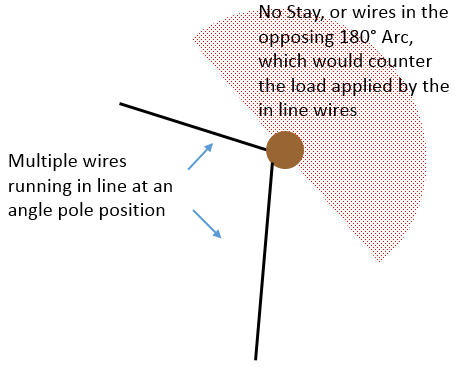 No Stay, or wires in the
opposing 180° Arc,
which would counter
the load applied by the
in line wires
Multiple wires
running in line at an
angle pole position